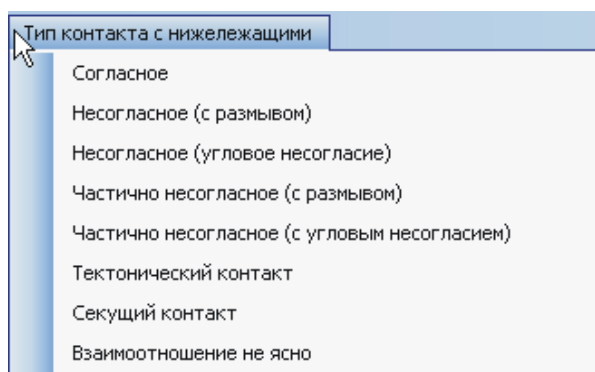 Тип контакта с нижележащими
Согласное
Несогласное (с размывом)
Несогласное (угловое несогласие)
Частично несогласное (с размывом)
Частично несогласное (с угловым несогласием)
Тектонический контакт
Секущий контакт
Взаимоотношение не ясно